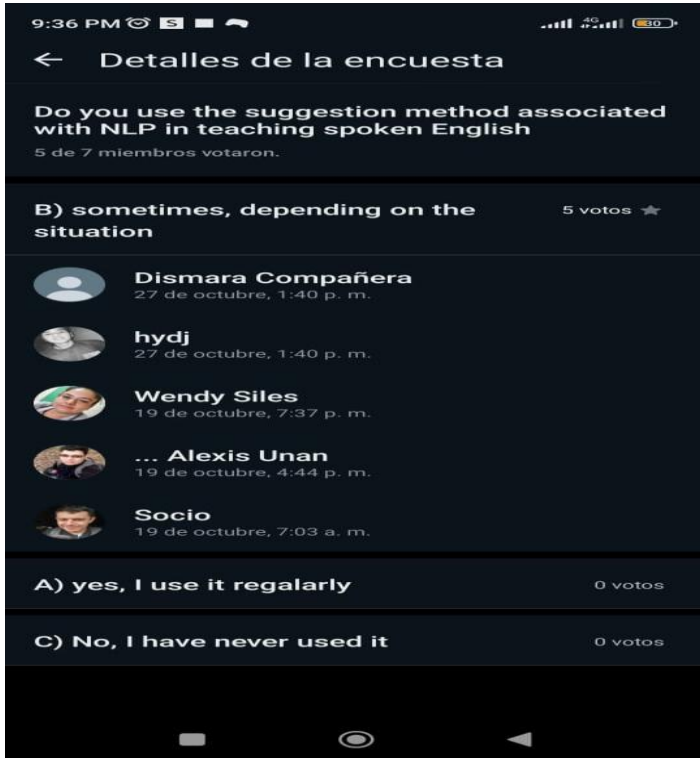 9:36 PM S 4G 30
Detalles de la encuesta
Do you use the suggestion method associated
with NLP in teaching spoken English
5 de 7 miembros votaron.
B) sometimes, depending on the
situation
5 votos
Dismara Compañera
27 de octubre, 1:40 p. m.
hydj
27 de octubre, 1:40 p. m.
Wendy Siles
19 de octubre, 7:37 p. m.
... Alexis Unan
19 de octubre, 4:44 p. m.
Socio
19 de octubre, 7:03 a. m.
A) yes, I use it regalarly 0 votos
C) No, I have never used it 0 votos